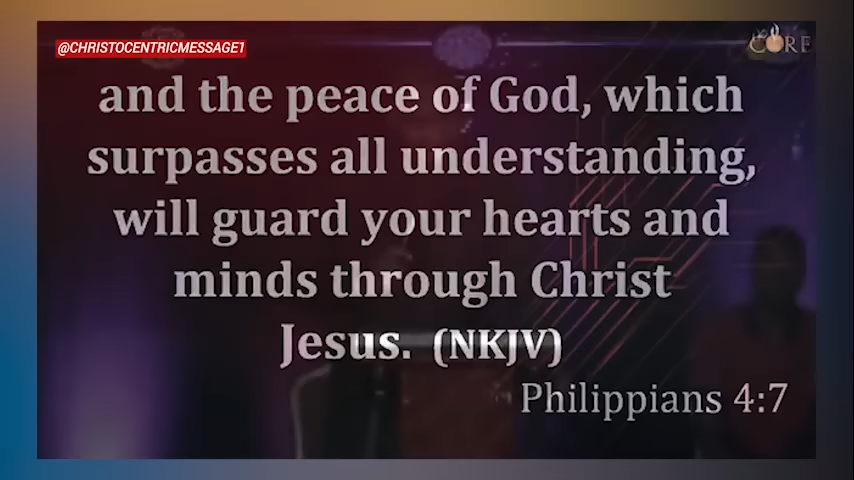 @CHRISTOCENTRICMESSAGE1
CORE
and the peace of God, which
surpasses all understanding,
will guard your hearts and
minds through Christ
Jesus. (NKJV)
Philippians 4:7